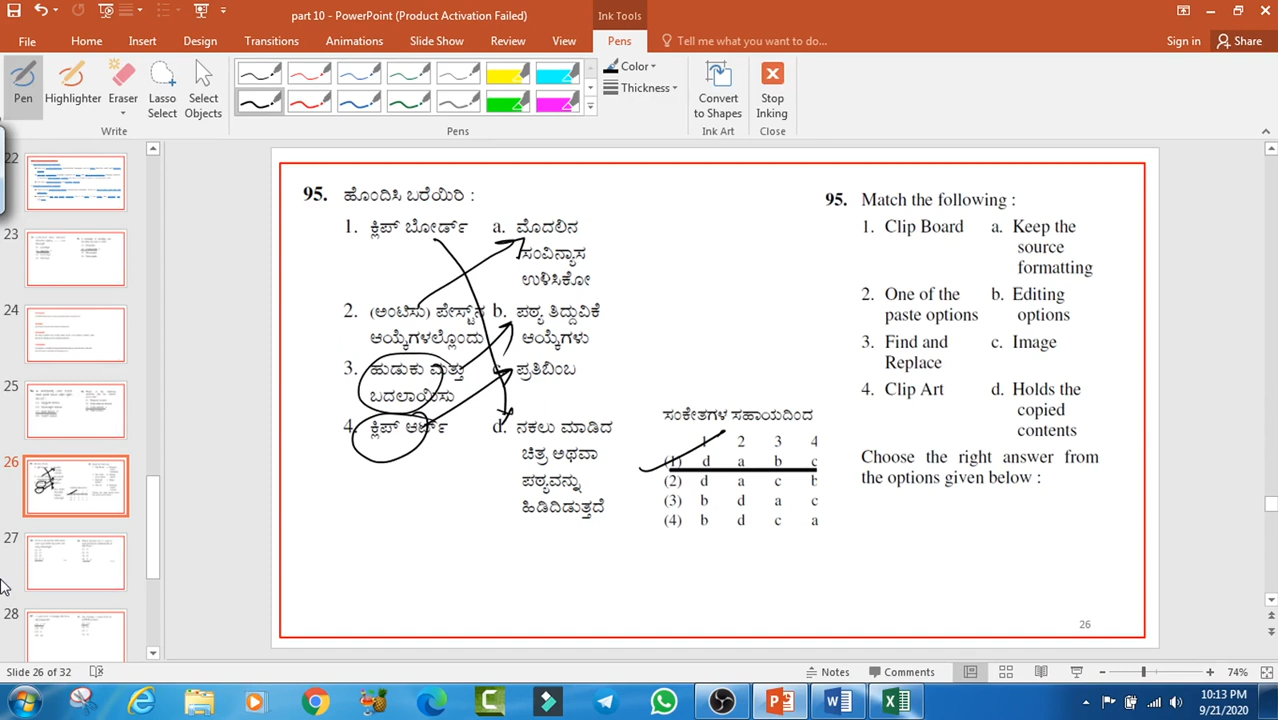 part 10 - PowerPoint (Product Activation Failed)
Ink Tools
File Home Insert Design Transitions Animations Slide Show Review View Pens Tell me what you want to do... Sign in Share
Pen Highlighter Eraser Lasso Select Select Objects
Color
Thickness
Convert to Shapes
Stop Inking
Write Pens Ink Art Close
22
23
24
25
26
27
28
95. ಹೊಂದಿಸಿ ಬರೆಯಿರಿ :
1. ಕ್ಲಿಪ್ ಬೋರ್ಡ್ a. ಮೊದಲಿನ
ಸಂವಿನ್ಯಾಸ
ಉಳಿಸಿಕೋ
2. (ಅಂಟಿಸು) ಪೇಸ್ಟ್‌ನ b. ಪಠ್ಯ ತಿದ್ದುವಿಕೆ
ಆಯ್ಕೆಗಳಲ್ಲೊಂದು ಆಯ್ಕೆಗಳು
3. ಹುಡುಕು ಮತ್ತು c. ಪ್ರತಿಬಿಂಬ
ಬದಲಾಯಿಸು
4. ಕ್ಲಿಪ್ ಆರ್ಟ್ d. ನಕಲು ಮಾಡಿದ
ಚಿತ್ರ ಅಥವಾ
ಪಠ್ಯವನ್ನು
ಹಿಡಿದಿಡುತ್ತದೆ
ಸಂಕೇತಗಳ ಸಹಾಯದಿಂದ
1 2 3 4
(1) d a b c
(2) d a c b
(3) b d a c
(4) b d c a
95. Match the following :
1. Clip Board a. Keep the
source
formatting
2. One of the b. Editing
paste options options
3. Find and c. Image
Replace
4. Clip Art d. Holds the
copied
contents
Choose the right answer from
the options given below :
26
Slide 26 of 32 Notes Comments 74%
10:13 PM
9/21/2020